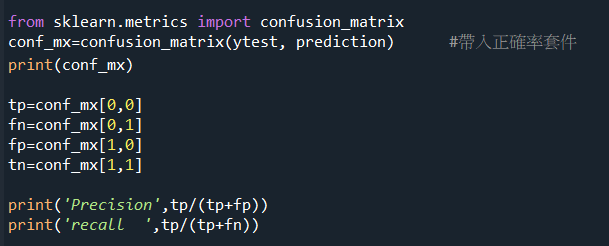 from sklearn.metrics import confusion_matrix
conf_mx=confusion_matrix(ytest, prediction)     #帶入正確率套件
print(conf_mx)
tp=conf_mx[0,0]
fn=conf_mx[0,1]
fp=conf_mx[1,0]
tn=conf_mx[1,1]
print('Precision',tp/(tp+fp))
print('recall  ',tp/(tp+fn))